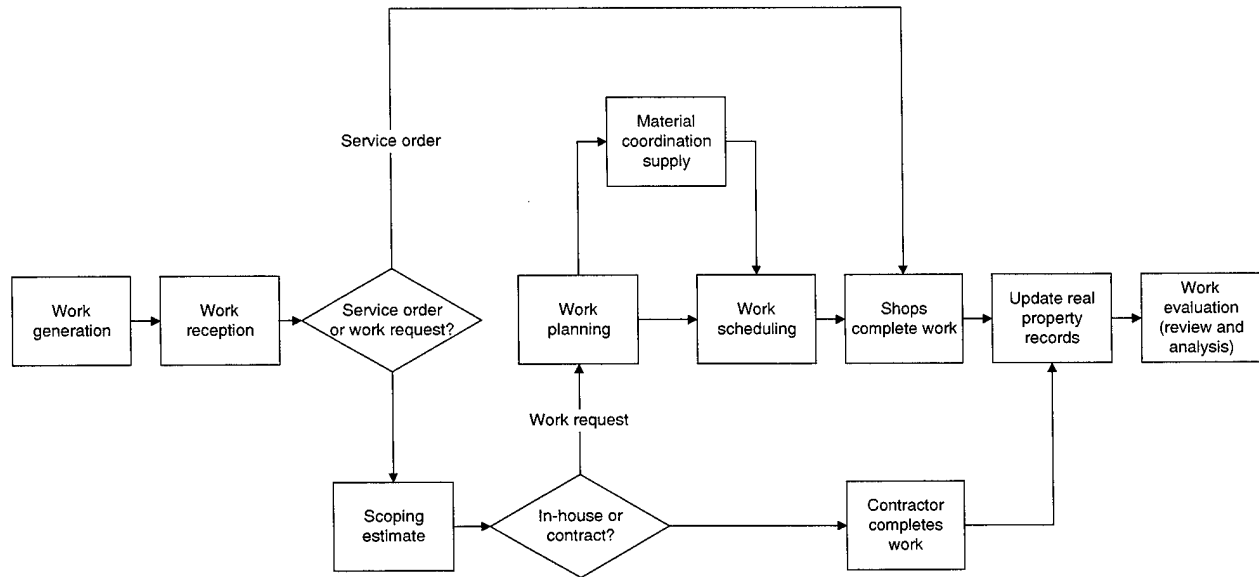 Service order
Material
coordination
supply
Work
generation
Work
reception
Service order
or work request?
Work
planning
Work
scheduling
Shops
complete work
Update real
property
records
Work
evaluation
(review and
analysis)
Work request
Scoping
estimate
In-house or
contract?
Contractor
completes
work